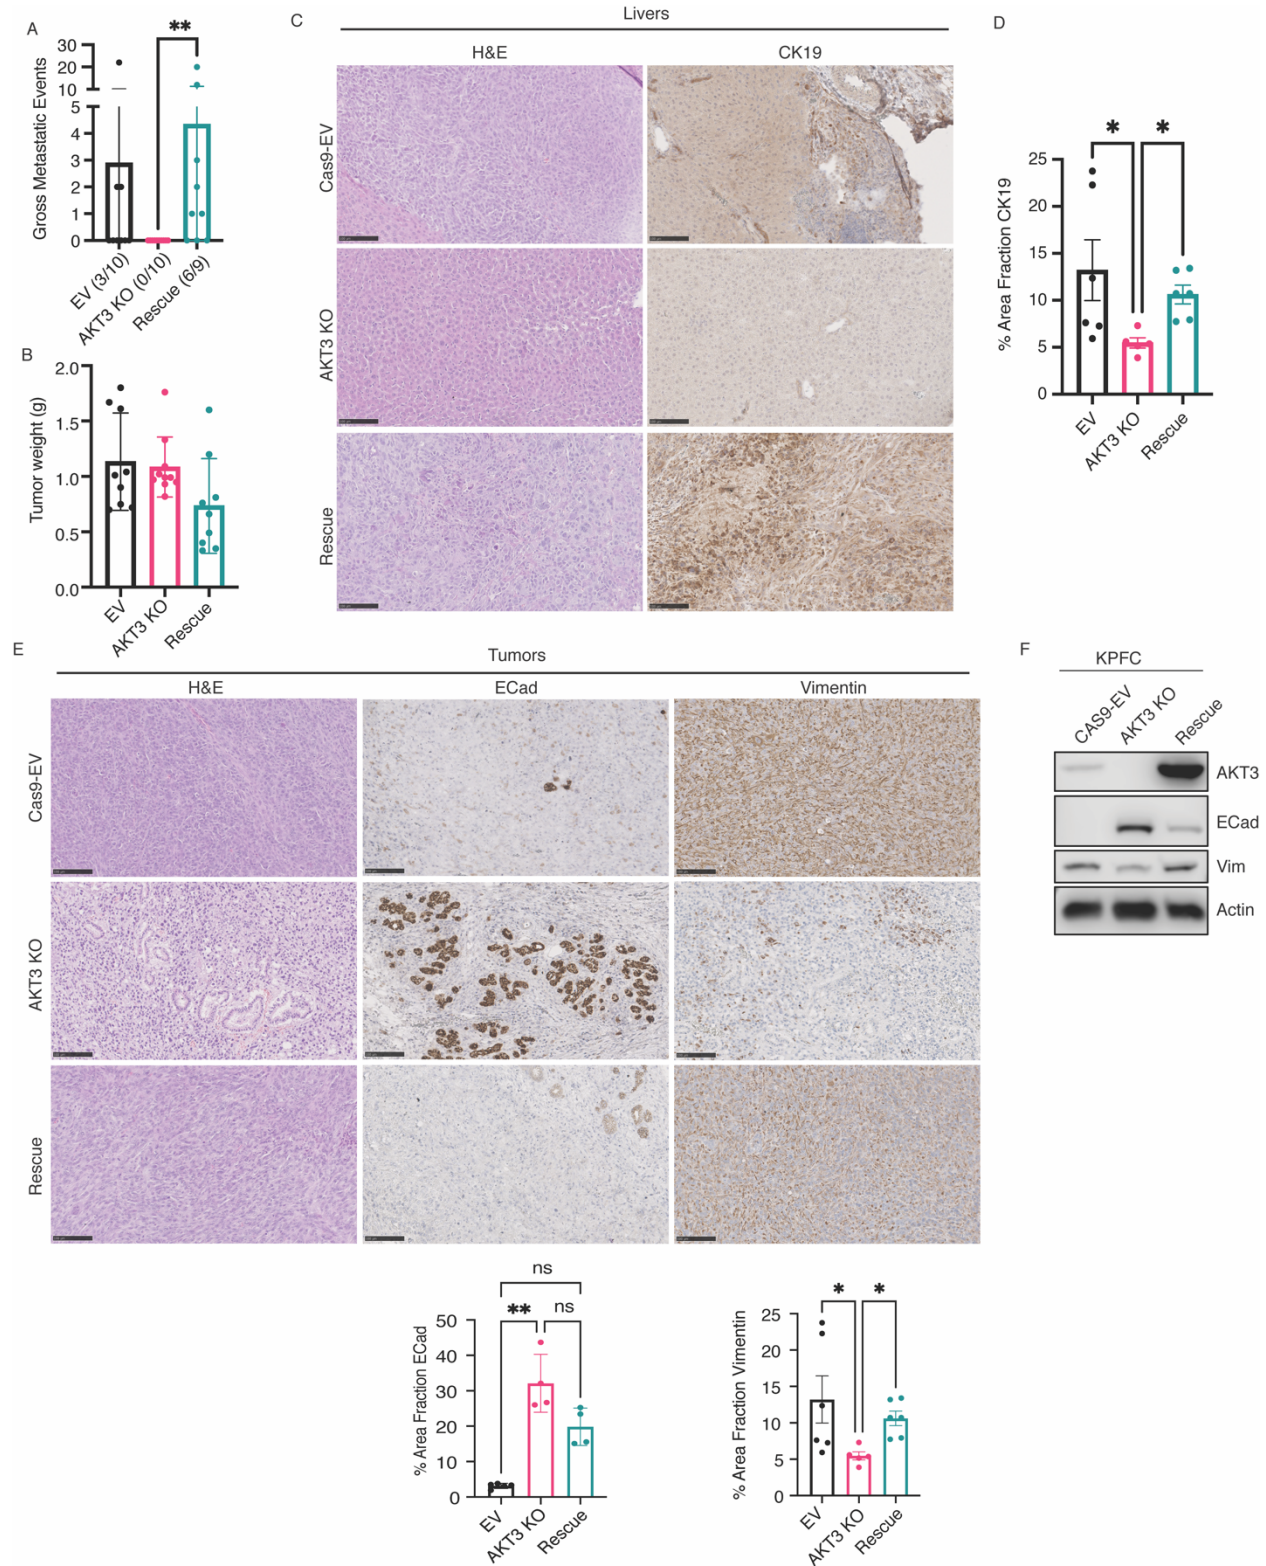 A
**
30
20
10
5
4
3
2
1
0
Gross Metastatic Events
EV (3/10)
AKT3 KO (0/10)
Rescue (6/9)
B
2.0
1.5
1.0
0.5
0.0
Tumor weight (g)
EV
AKT3 KO
Rescue
C
Livers
H&E
CK19
Cas9-EV
AKT3 KO
Rescue
D
*
*
25
20
15
10
5
0
% Area Fraction CK19
EV
AKT3 KO
Rescue
E
Tumors
H&E
ECad
Vimentin
Cas9-EV
AKT3 KO
Rescue
ns
**
ns
50
40
30
20
10
0
% Area Fraction ECad
EV
AKT3 KO
Rescue
*
*
25
20
15
10
5
0
% Area Fraction Vimentin
EV
AKT3 KO
Rescue
F
KPFC
CAS9-EV
AKT3 KO
Rescue
AKT3
ECad
Vim
Actin